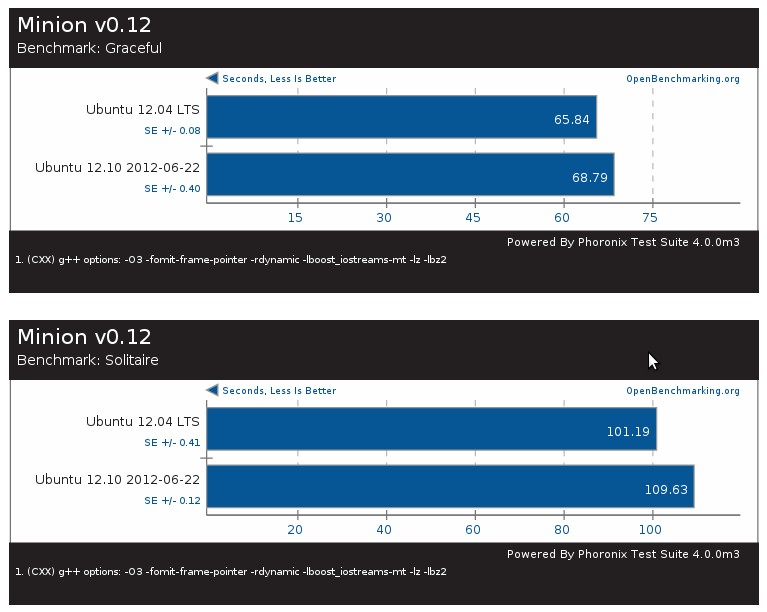 Minion v0.12
Benchmark: Graceful
Seconds, Less Is Better
OpenBenchmarking.org
Ubuntu 12.04 LTS
65.84
SE +/- 0.08
Ubuntu 12.10 2012-06-22
68.79
SE +/- 0.40
15 30 45 60 75
Powered By Phoronix Test Suite 4.0.0m3
1. (CXX) g++ options: -O3 -fomit-frame-pointer -rdynamic -lboost_iostreams-mt -lz -lbz2
Minion v0.12
Benchmark: Solitaire
Seconds, Less Is Better
OpenBenchmarking.org
Ubuntu 12.04 LTS
101.19
SE +/- 0.41
Ubuntu 12.10 2012-06-22
109.63
SE +/- 0.12
20 40 60 80 100
Powered By Phoronix Test Suite 4.0.0m3
1. (CXX) g++ options: -O3 -fomit-frame-pointer -rdynamic -lboost_iostreams-mt -lz -lbz2